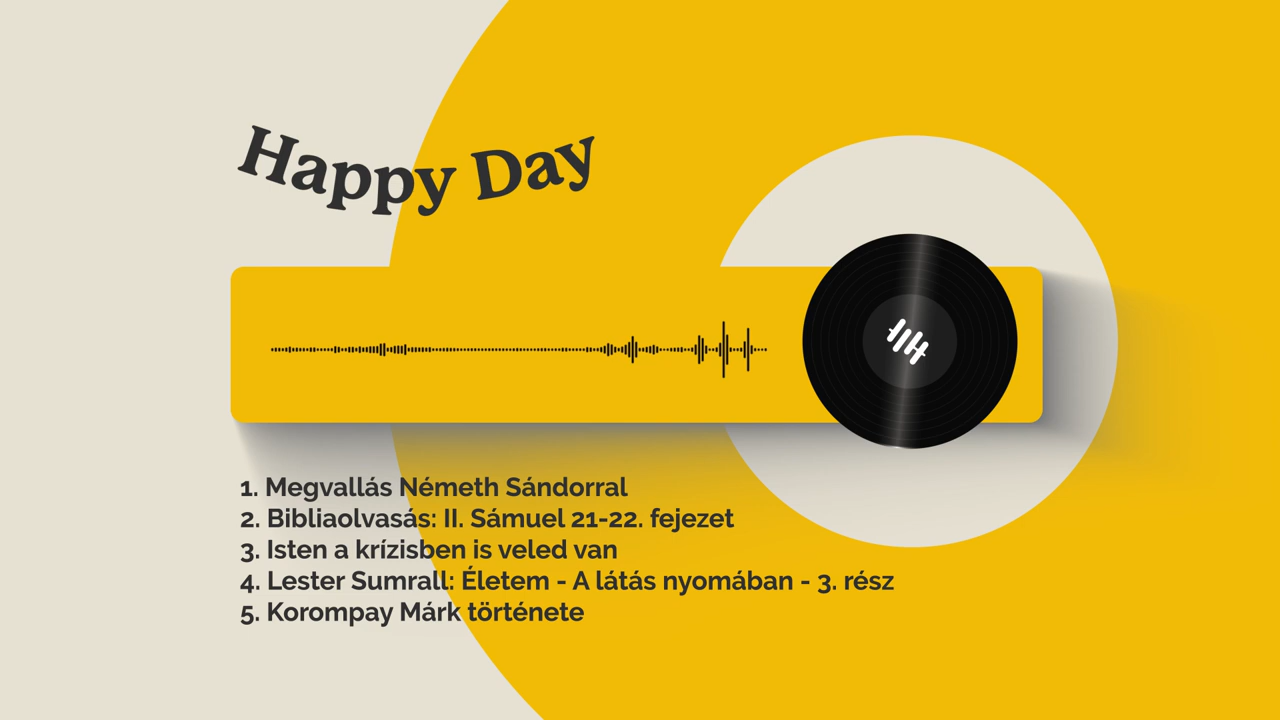 Happy Day
1. Megvallás Németh Sándorral
2. Bibliaolvasás: II. Sámuel 21-22. fejezet
3. Isten a krízisben is veled van
4. Lester Sumrall: Életem - A látás nyomában - 3. rész
5. Korompay Márk története